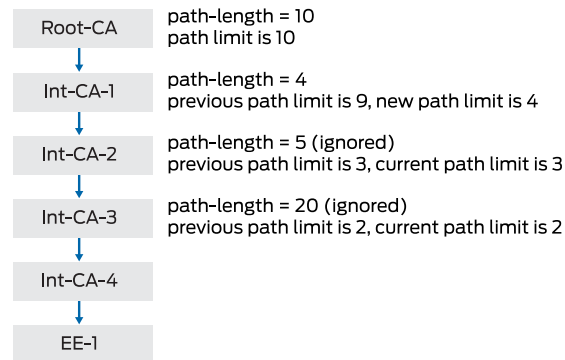 Root-CA
path-length = 10
path limit is 10
Int-CA-1
path-length = 4
previous path limit is 9, new path limit is 4
Int-CA-2
path-length = 5 (ignored)
previous path limit is 3, current path limit is 3
Int-CA-3
path-length = 20 (ignored)
previous path limit is 2, current path limit is 2
Int-CA-4
EE-1